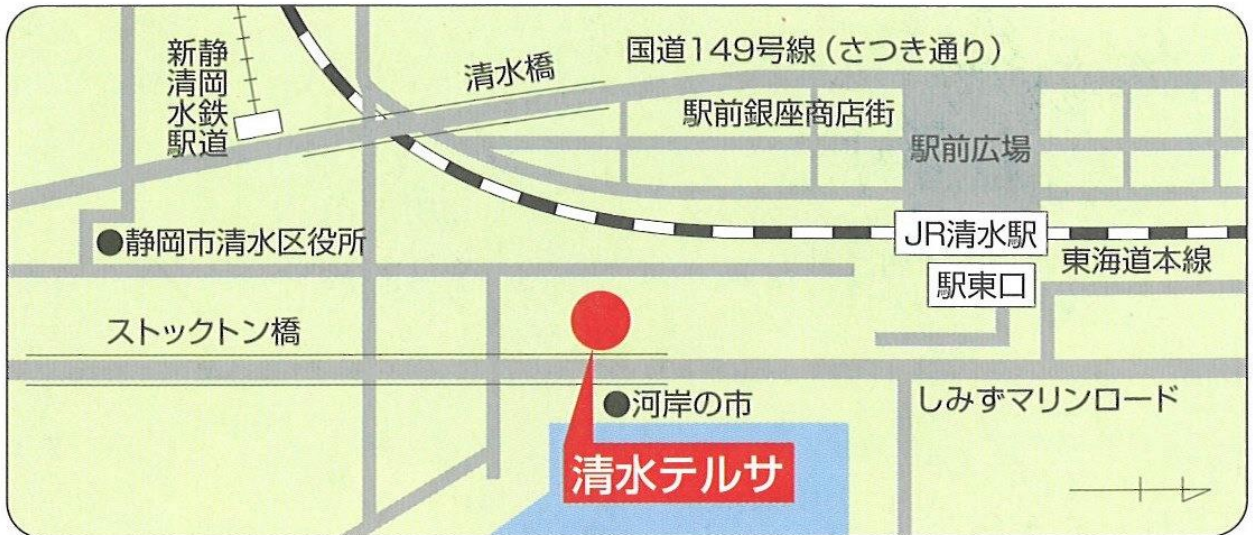 静岡鉄道
新清水駅
清水橋
国道149号線(さつき通り)
駅前銀座商店街
駅前広場
●静岡市清水区役所
JR清水駅
東海道本線
駅東口
ストックトン橋
●河岸の市
しみずマリンロード
清水テルサ